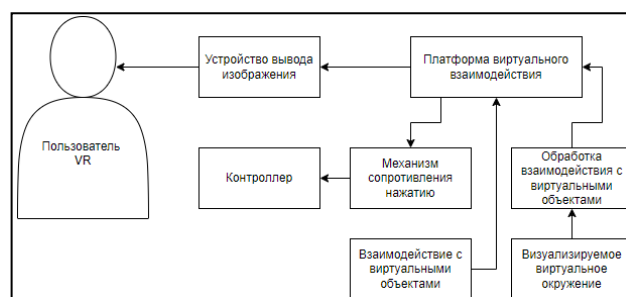 Устройство вывода
изображения
Платформа виртуального
взаимодействия
Пользователь
VR
Контроллер
Механизм
сопротивления
нажатию
Обработка
взаимодействия с
виртуальными
объектами
Взаимодействие с
виртуальными
объектами
Визуализируемое
виртуальное
окружение